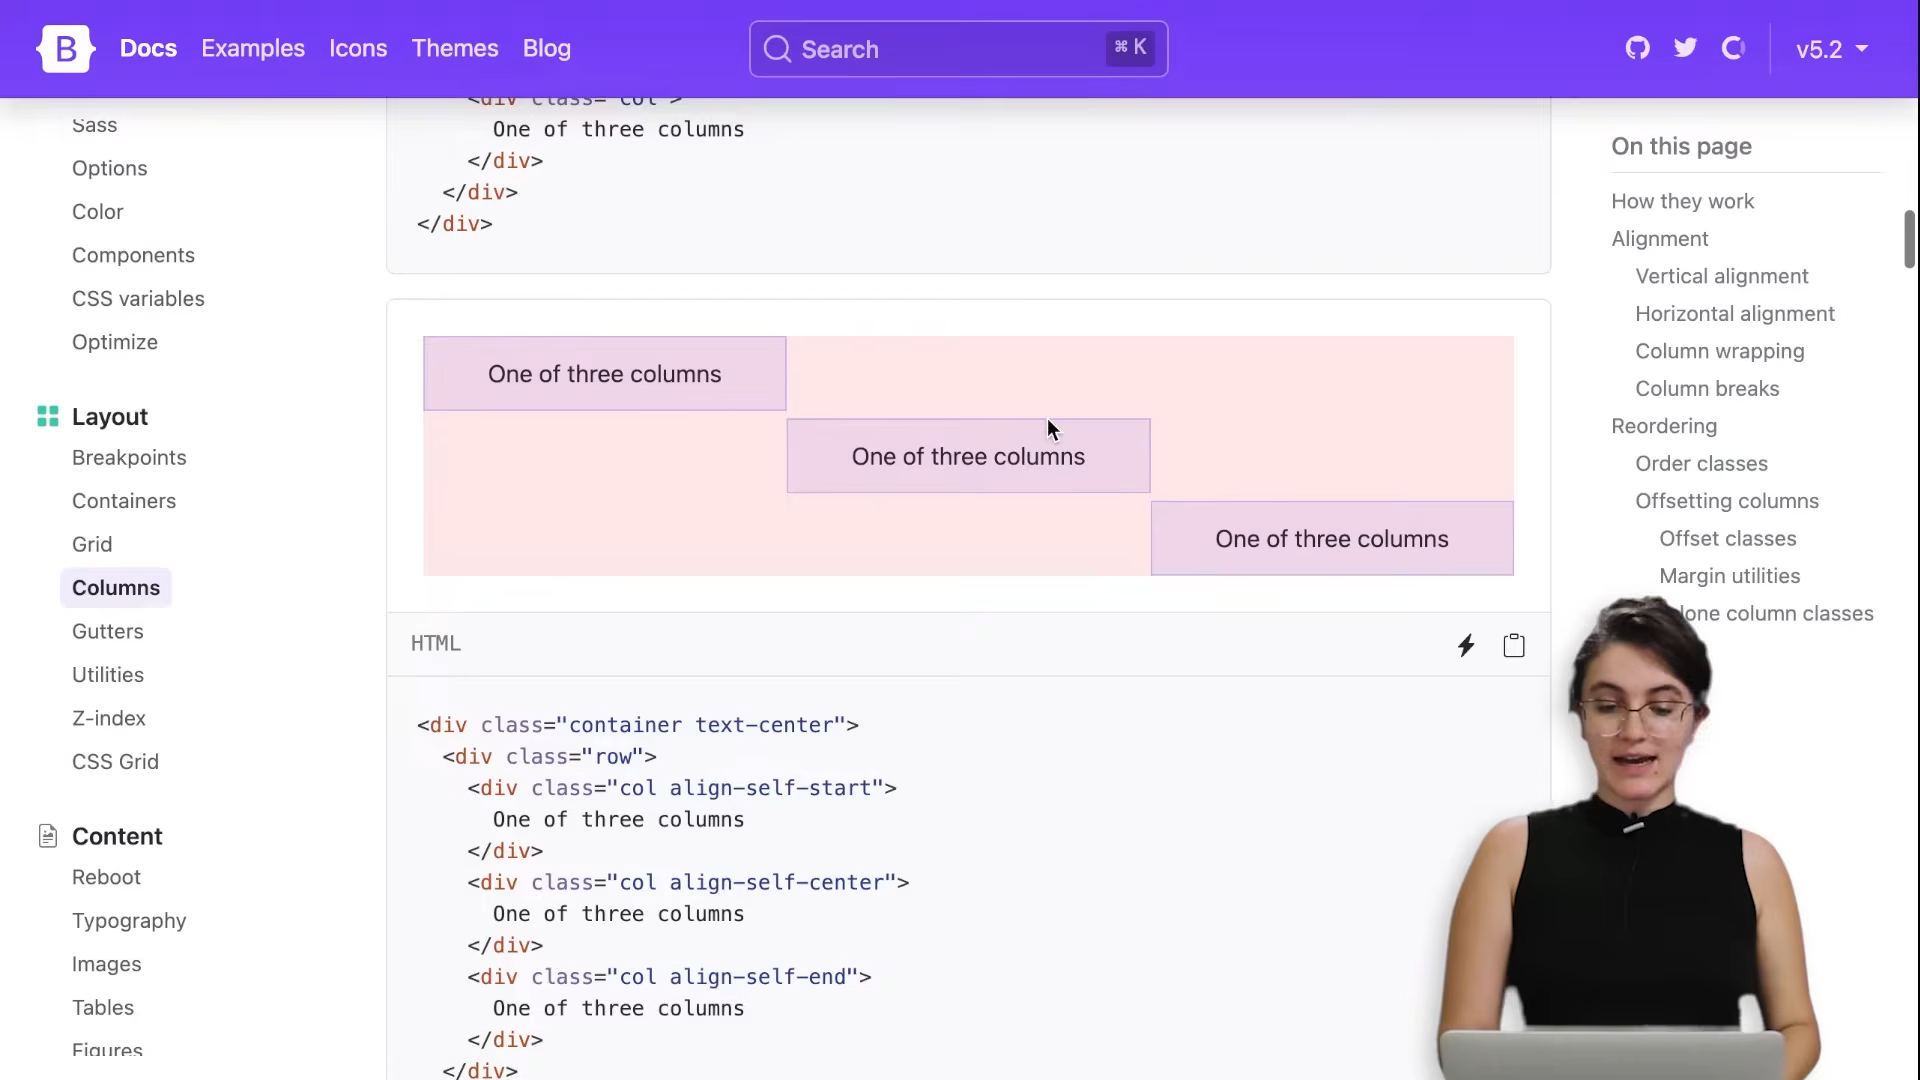 B Docs Examples Icons Themes Blog
Search
⌘ K
v5.2
Sass
Options
Color
Components
CSS variables
Optimize
Layout
Breakpoints
Containers
Grid
Columns
Gutters
Utilities
Z-index
CSS Grid
Content
Reboot
Typography
Images
Tables
Figures
<div class="col">
One of three columns
</div>
</div>
</div>
One of three columns
One of three columns
One of three columns
HTML
<div class="container text-center">
<div class="row">
<div class="col align-self-start">
One of three columns
</div>
<div class="col align-self-center">
One of three columns
</div>
<div class="col align-self-end">
One of three columns
</div>
</div>
On this page
How they work
Alignment
Vertical alignment
Horizontal alignment
Column wrapping
Column breaks
Reordering
Order classes
Offsetting columns
Offset classes
Margin utilities
column classes